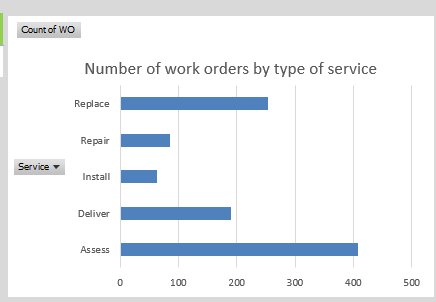 Count of WO
Number of work orders by type of service
Replace
Repair
Service
Install
Deliver
Assess
0 100 200 300 400 500